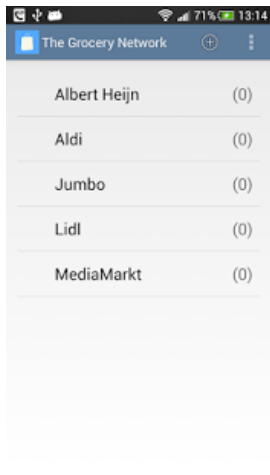 71% 13:14
The Grocery Network
Albert Heijn (0)
Aldi (0)
Jumbo (0)
Lidl (0)
MediaMarkt (0)